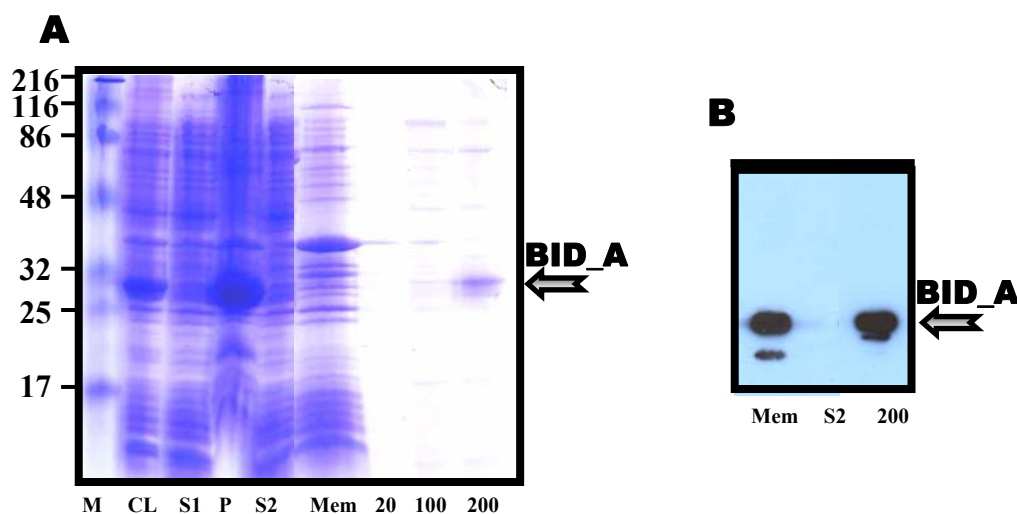 A
216
116
86
48
32
25
17
BID_A
M CL S1 P S2 Mem 20 100 200
B
BID_A
Mem S2 200